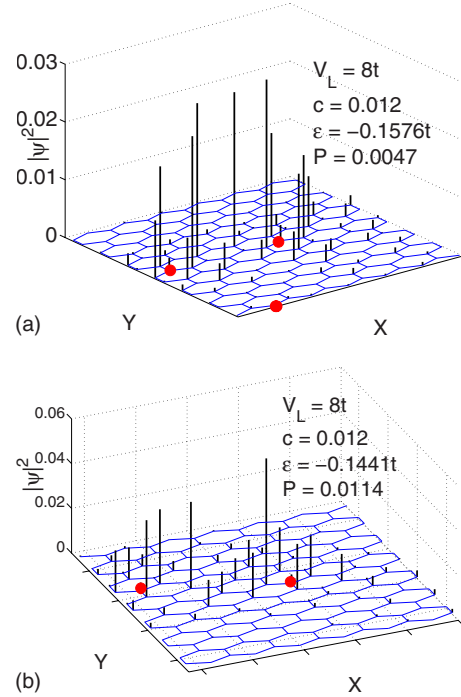 0.03
V_L = 8t
c = 0.012
0.02
ε = −0.1576t
P = 0.0047
|ψ|²
0.01
0
(a)
Y
X
0.06
V_L = 8t
c = 0.012
0.04
ε = −0.1441t
P = 0.0114
|ψ|²
0.02
0
Y
X
(b)